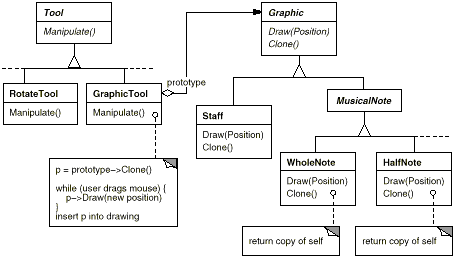 Tool
Manipulate()
RotateTool
Manipulate()
GraphicTool
Manipulate()
prototype
Graphic
Draw(Position)
Clone()
Staff
Draw(Position)
Clone()
MusicalNote
WholeNote
Draw(Position)
Clone()
HalfNote
Draw(Position)
Clone()
p = prototype->Clone()
while (user drags mouse) {
p->Draw(new position)
}
insert p into drawing
return copy of self
return copy of self